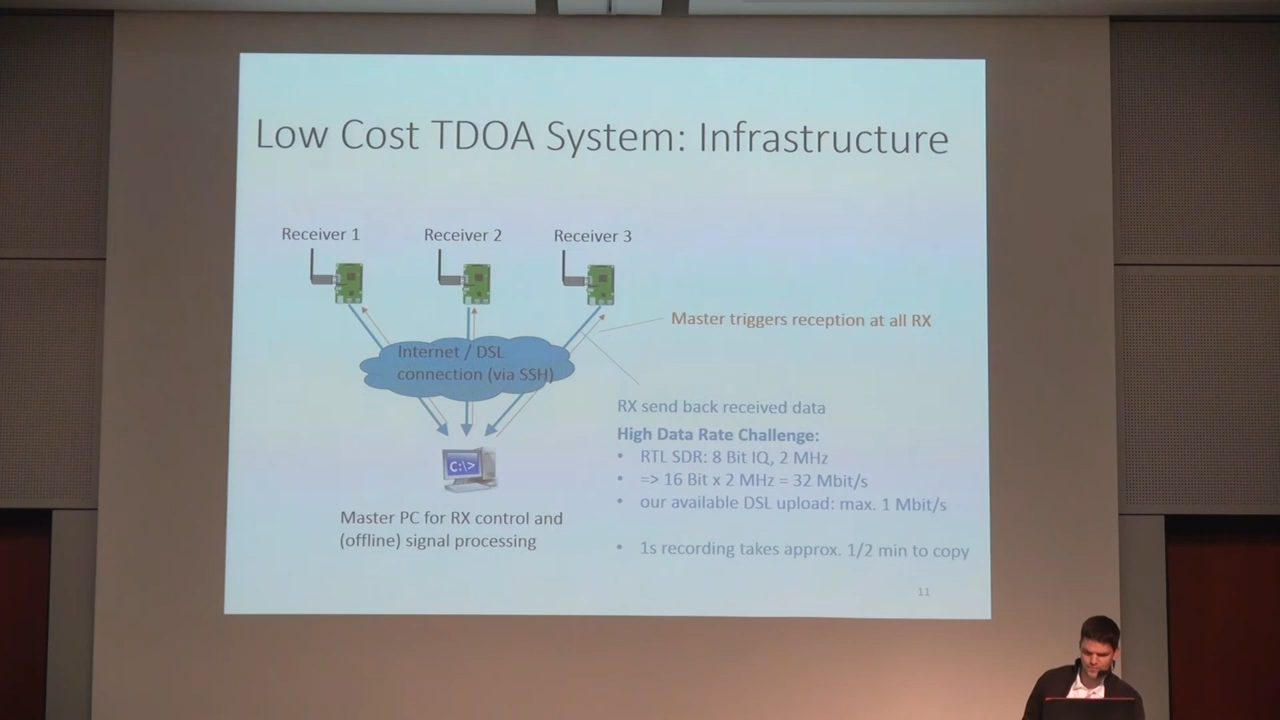 Low Cost TDOA System: Infrastructure
Receiver 1
Receiver 2
Receiver 3
Master triggers reception at all RX
Internet / DSL
connection (via SSH)
RX send back received data
High Data Rate Challenge:
• RTL SDR: 8 Bit IQ, 2 MHz
• => 16 Bit x 2 MHz = 32 Mbit/s
• our available DSL upload: max. 1 Mbit/s
• 1s recording takes approx. 1/2 min to copy
C:\>
Master PC for RX control and
(offline) signal processing
11